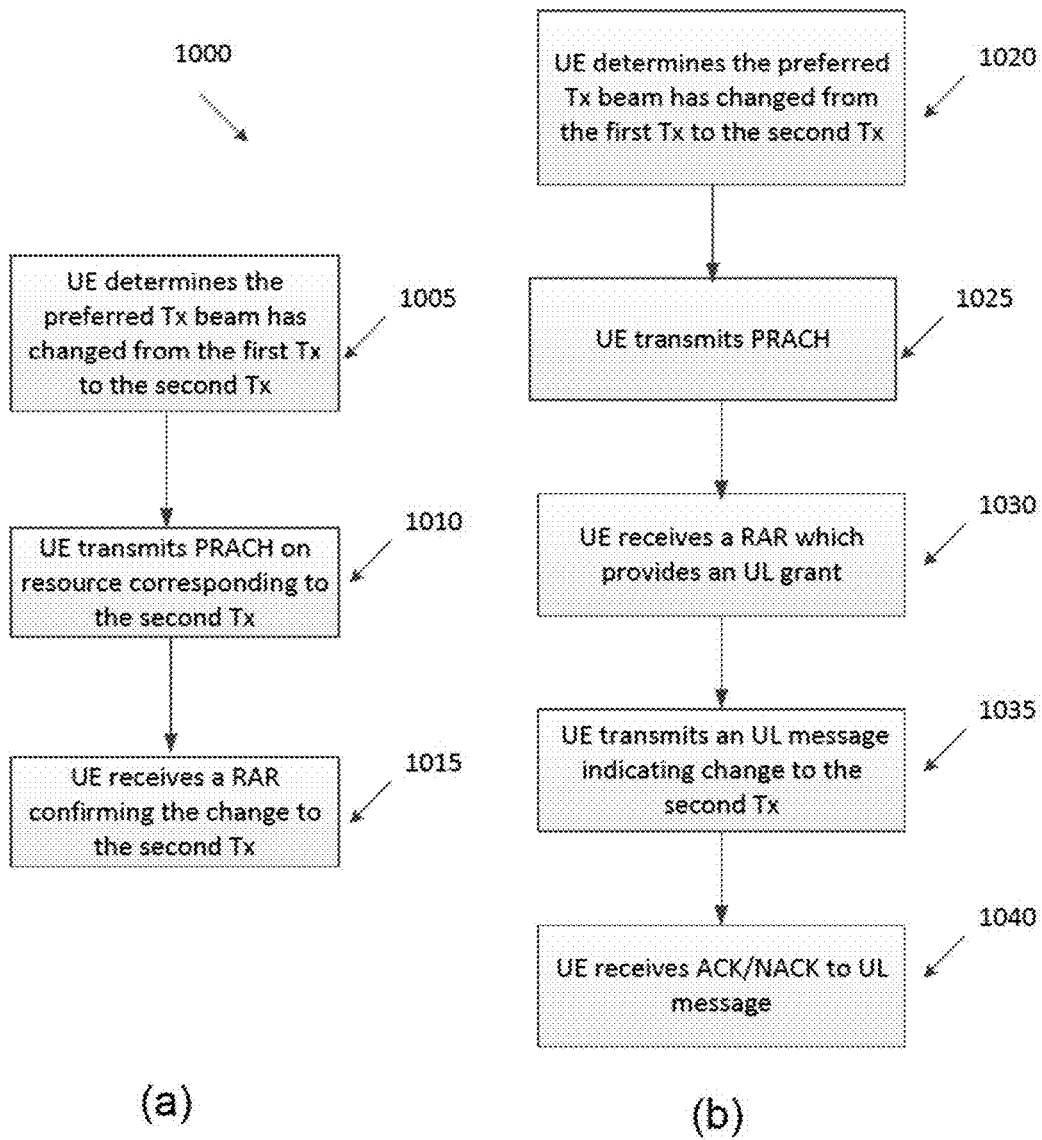 1000
UE determines the
preferred Tx beam has
changed from the first Tx
to the second Tx
1005
UE transmits PRACH on
resource corresponding to
the second Tx
1010
UE receives a RAR
confirming the change to
the second Tx
1015
(a)
UE determines the preferred
Tx beam has changed from
the first Tx to the second Tx
1020
UE transmits PRACH
1025
UE receives a RAR which
provides an UL grant
1030
UE transmits an UL message
indicating change to the
second Tx
1035
UE receives ACK/NACK to UL
message
1040
(b)